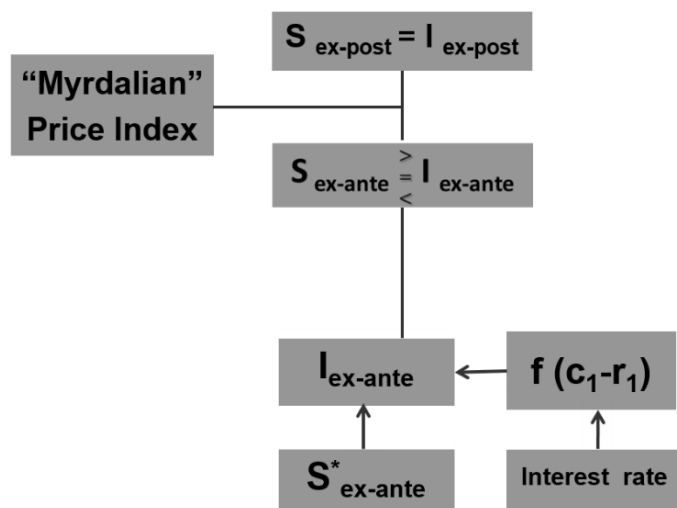 S ex-post = I ex-post
“Myrdalian”
Price Index
S ex-ante > = < I ex-ante
I ex-ante
f (c₁-r₁)
S* ex-ante
Interest rate